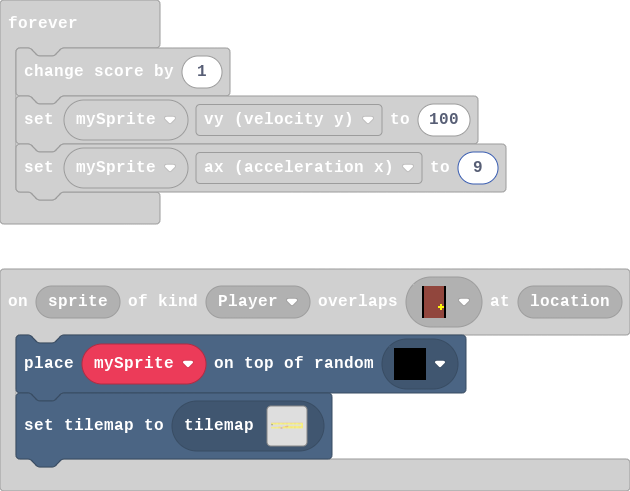 forever
change score by 1
set mySprite vy (velocity y) to 100
set mySprite ax (acceleration x) to 9
on sprite of kind Player overlaps at location
place mySprite on top of random
set tilemap to tilemap